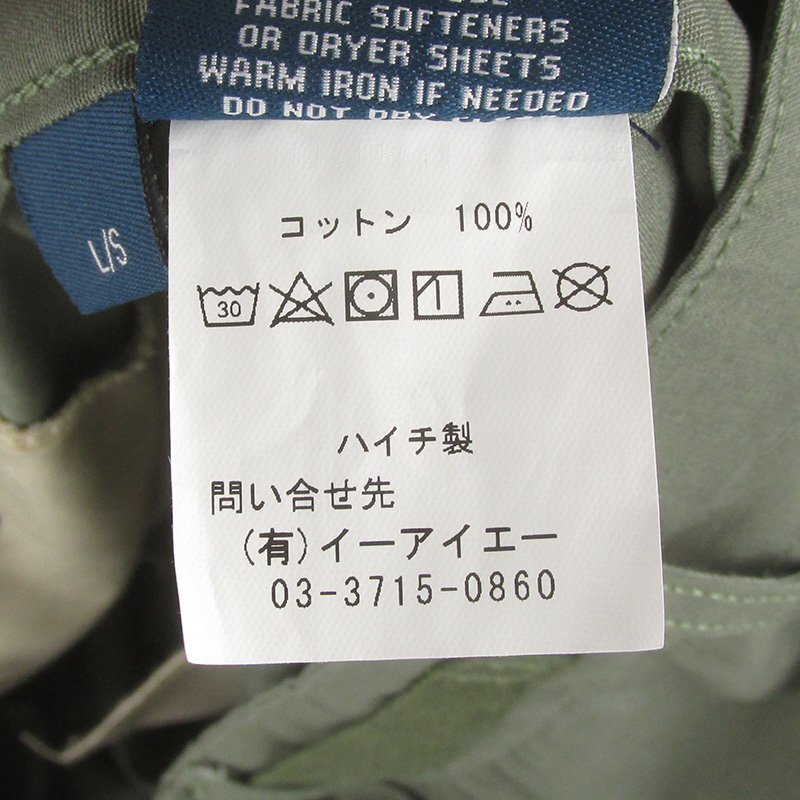 FABRIC SOFTENERS
OR DRYER SHEETS
WARM IRON IF NEEDED
DO NOT DRY
L/S
コットン 100%
30
ハイチ製
問い合せ先
(有)イーアイエー
03-3715-0860